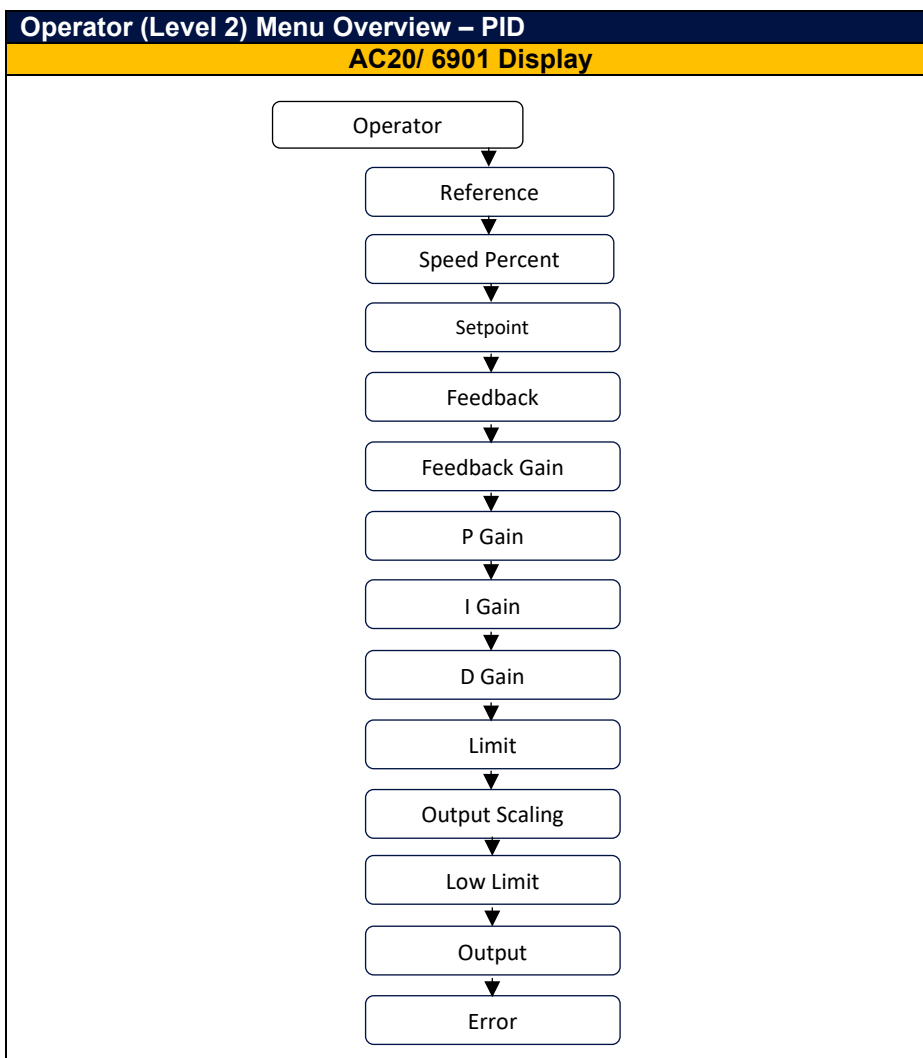 Operator (Level 2) Menu Overview – PID
AC20/ 6901 Display
Operator
Reference
Speed Percent
Setpoint
Feedback
Feedback Gain
P Gain
I Gain
D Gain
Limit
Output Scaling
Low Limit
Output
Error